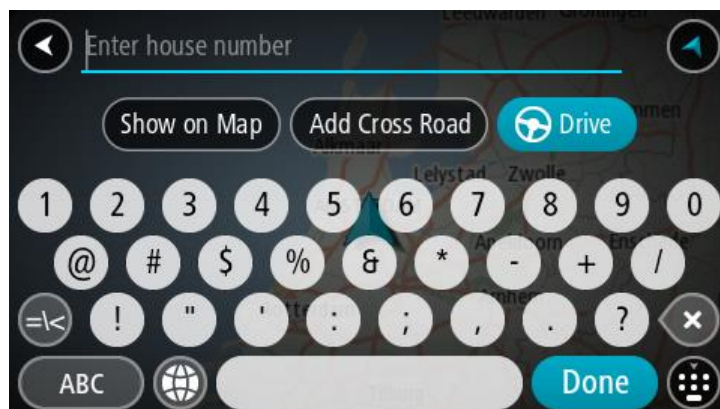 Leeuwarden Groningen
Enter house number
Show on Map Add Cross Road Drive
Alkmaar
Lelystad Zwolle
1 2 3 4 5 6 7 8 9 0
@ # $ % & * - + /
Apeldoorn Enschede
=\< ! " ' : ; , . ?
Rotterdam Arnhem
ABC Done
Tilburg